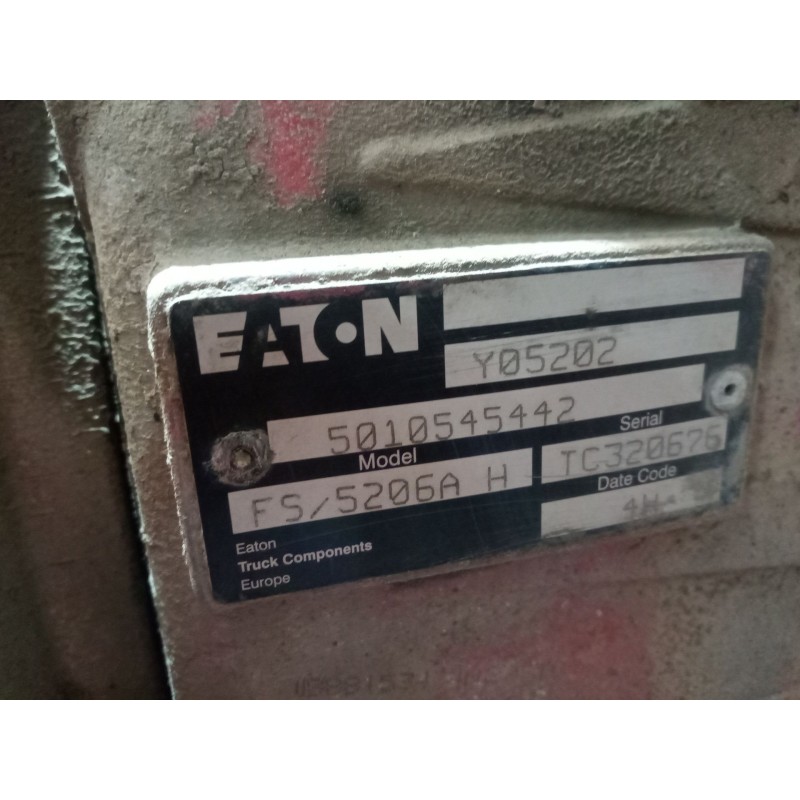 EATON
Y05202
5010545442
Model
Serial
FS/5206A H
TC320676
Date Code
Eaton
Truck Components
Europe